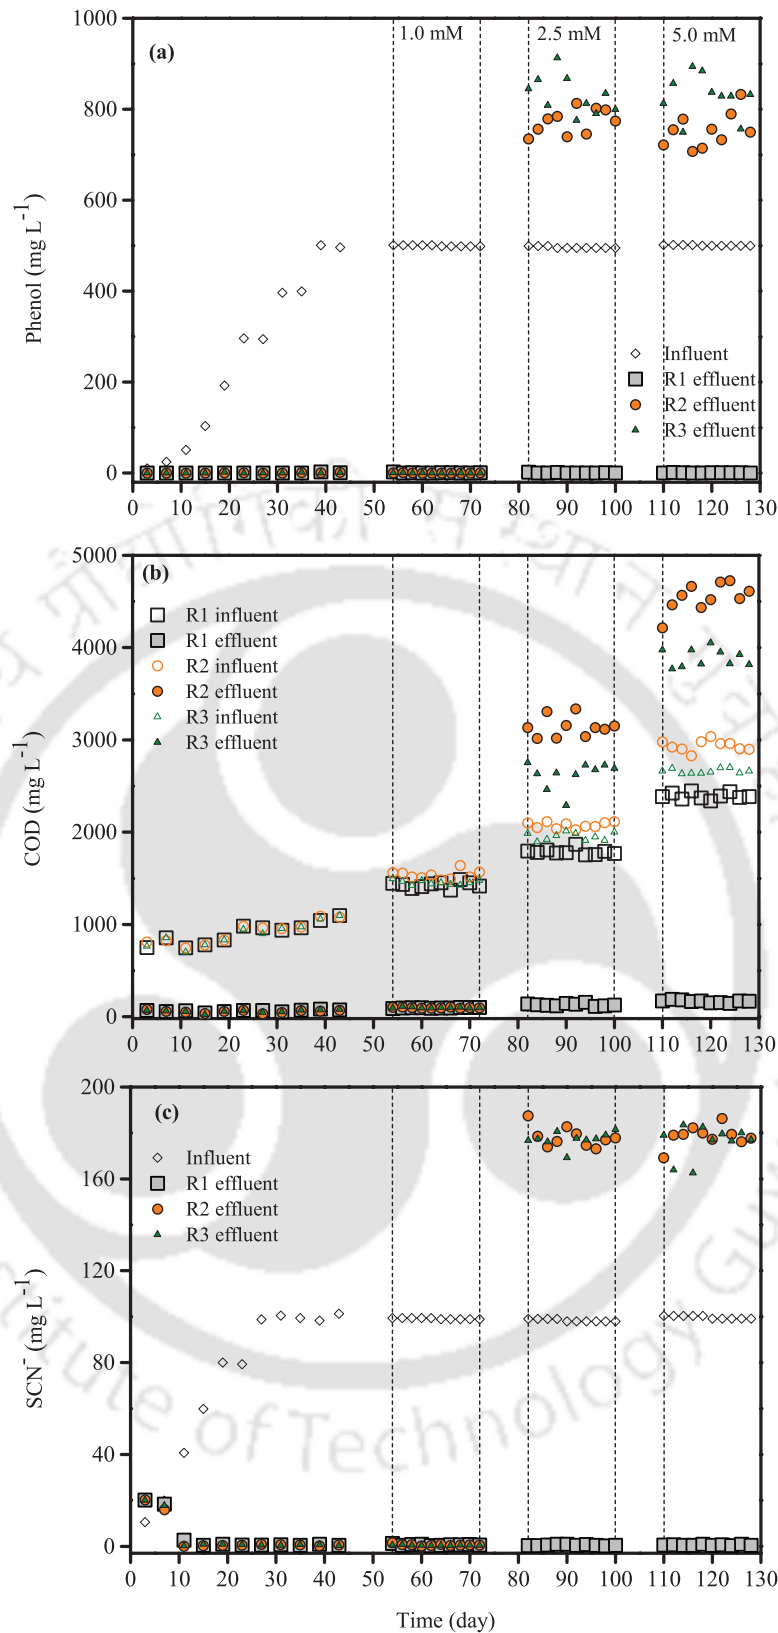 (a)
1.0 mM
2.5 mM
5.0 mM
1000
800
600
400
200
0
Phenol (mg L⁻¹)
Influent
R1 effluent
R2 effluent
R3 effluent
0 10 20 30 40 50 60 70 80 90 100 110 120 130
(b)
5000
4000
3000
2000
1000
0
COD (mg L⁻¹)
R1 influent
R1 effluent
R2 influent
R2 effluent
R3 influent
R3 effluent
0 10 20 30 40 50 60 70 80 90 100 110 120 130
(c)
200
160
120
80
40
0
SCN⁻ (mg L⁻¹)
Influent
R1 effluent
R2 effluent
R3 effluent
0 10 20 30 40 50 60 70 80 90 100 110 120 130
Time (day)
stitute of Technology Guw